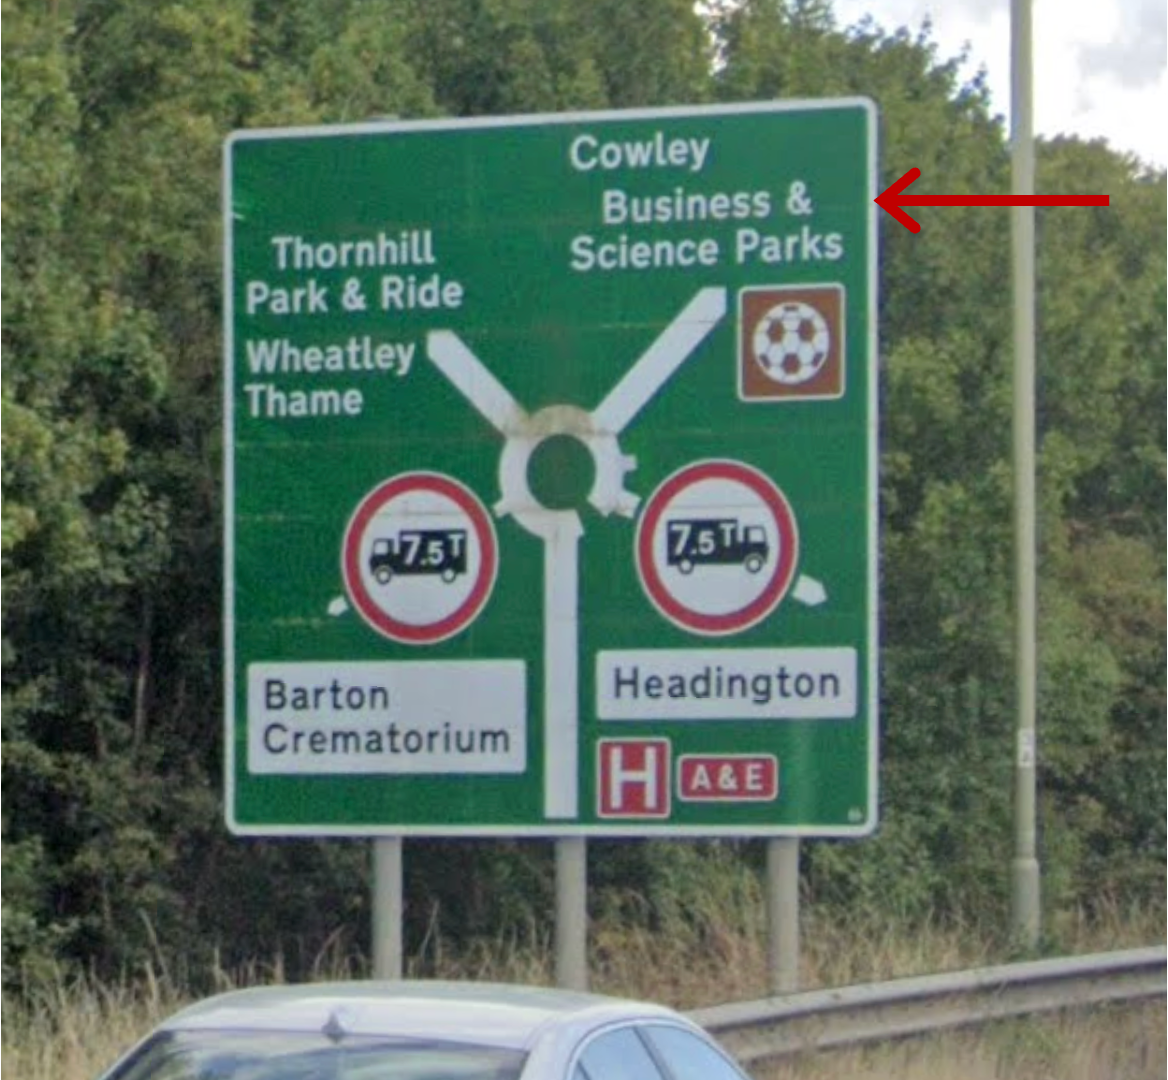 Cowley
Business &
Science Parks
Thornhill
Park & Ride
Wheatley
Thame
7.5T
7.5T
Barton
Crematorium
Headington
H A & E